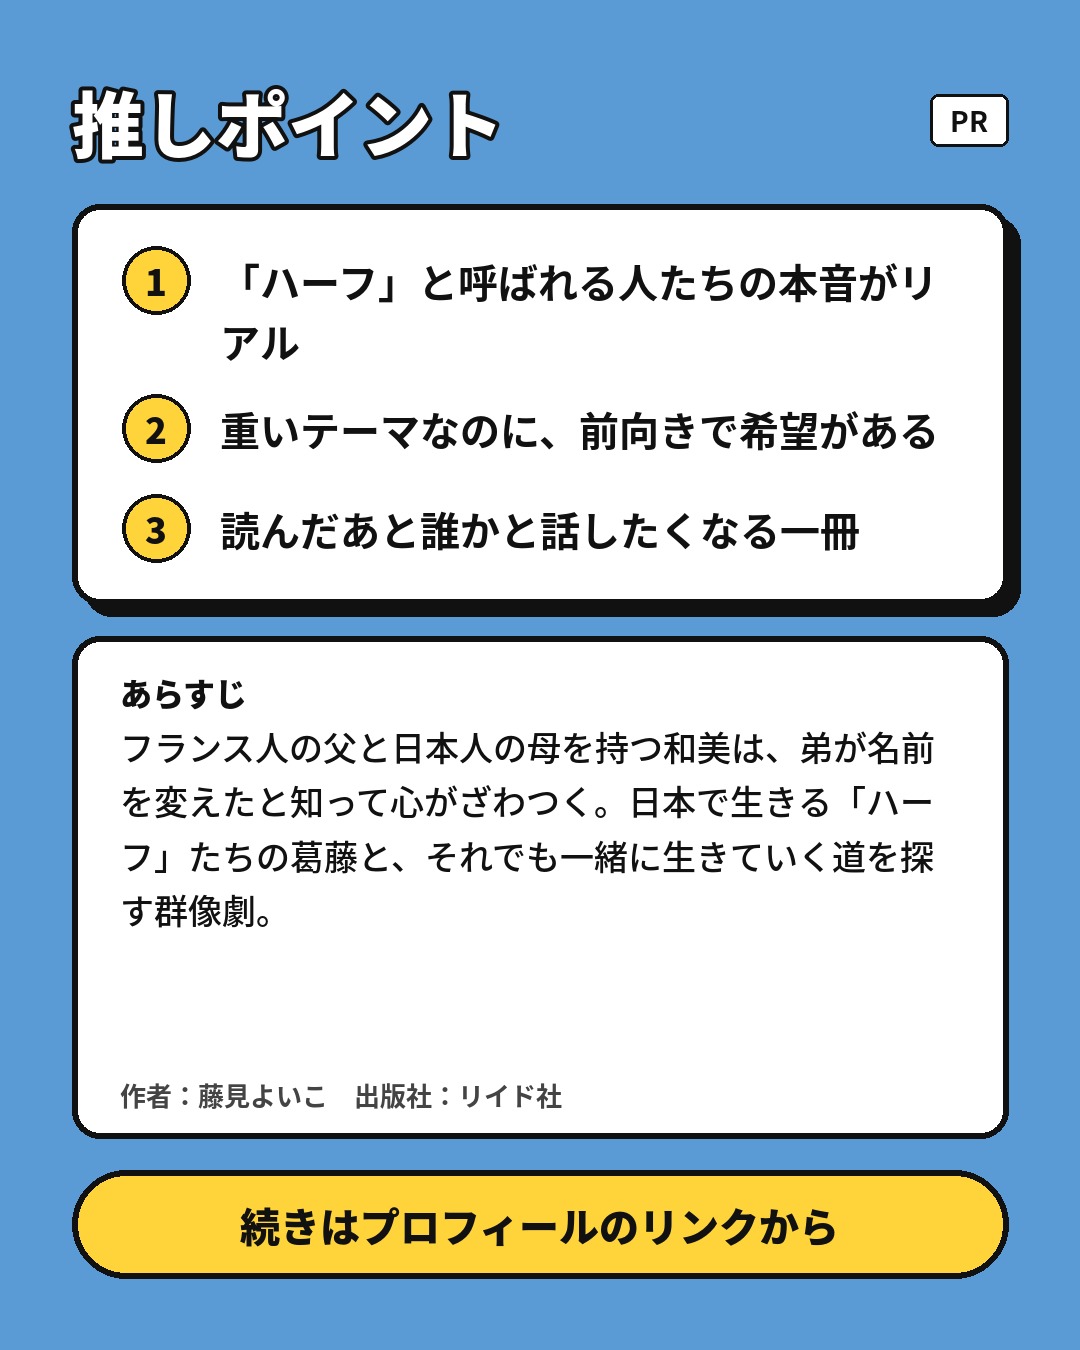 推しポイント
PR
1 「ハーフ」と呼ばれる人たちの本音がリ
アル
2 重いテーマなのに、前向きで希望がある
3 読んだあと誰かと話したくなる一冊
あらすじ
フランス人の父と日本人の母を持つ和美は、弟が名前
を変えたと知って心がざわつく。日本で生きる「ハー
フ」たちの葛藤と、それでも一緒に生きていく道を探
す群像劇。
作者：藤見よいこ　出版社：リイド社
続きはプロフィールのリンクから